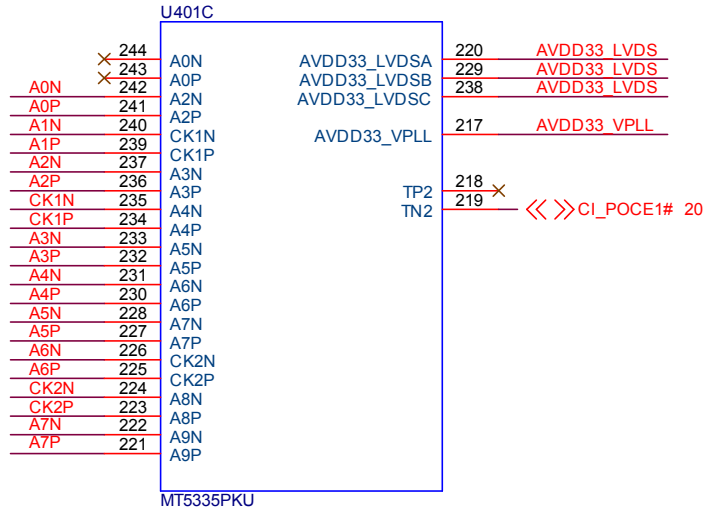 U401C
244 A0N AVDD33_LVDSA 220 AVDD33_LVDS
243 A0P AVDD33_LVDSB 229 AVDD33_LVDS
A0N 242 A2N AVDD33_LVDSC 238 AVDD33_LVDS
A0P 241 A2P
A1N 240 CK1N AVDD33_VPLL 217 AVDD33_VPLL
A1P 239 CK1P
A2N 237 A3N
A2P 236 A3P TP2 218
CK1N 235 A4N TN2 219 CI_POCE1# 20
CK1P 234 A4P
A3N 233 A5N
A3P 232 A5P
A4N 231 A6N
A4P 230 A6P
A5N 228 A7N
A5P 227 A7P
A6N 226 CK2N
A6P 225 CK2P
CK2N 224 A8N
CK2P 223 A8P
A7N 222 A9N
A7P 221 A9P
MT5335PKU